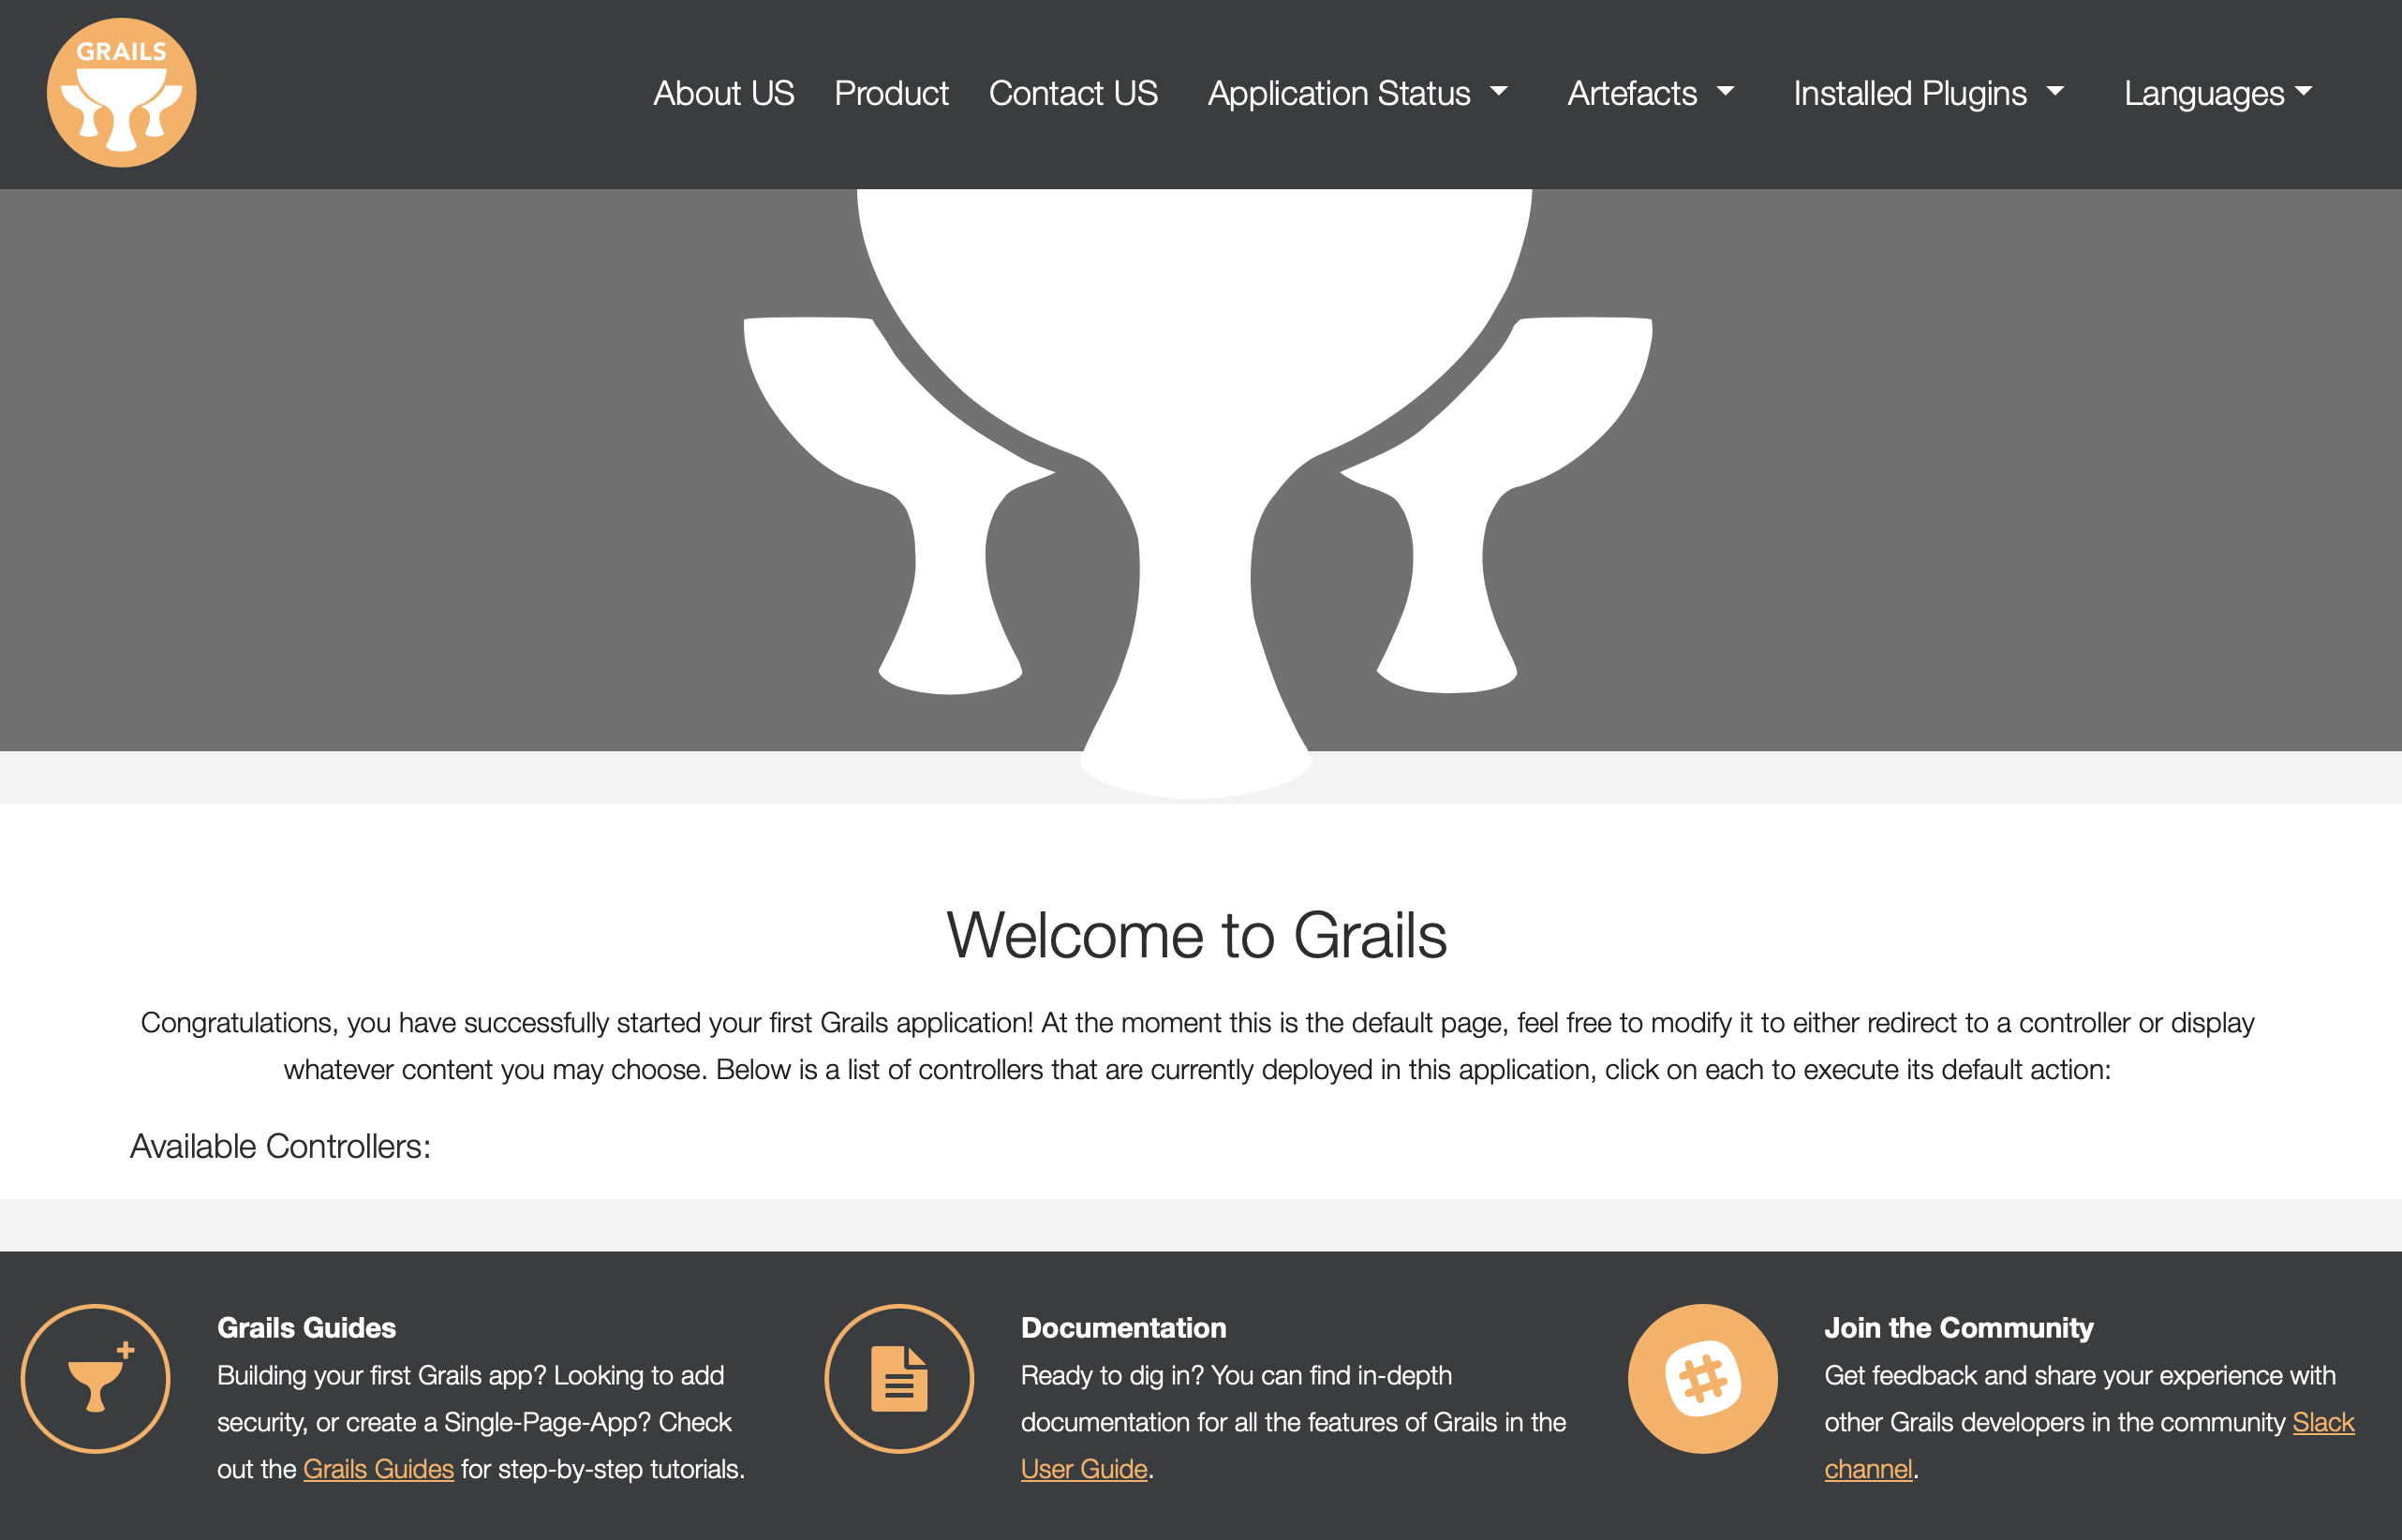 GRAILS
About US Product Contact US Application Status Artefacts Installed Plugins Languages
Welcome to Grails
Congratulations, you have successfully started your first Grails application! At the moment this is the default page, feel free to modify it to either redirect to a controller or display
whatever content you may choose. Below is a list of controllers that are currently deployed in this application, click on each to execute its default action:
Available Controllers:
Grails Guides
Building your first Grails app? Looking to add
security, or create a Single-Page-App? Check
out the Grails Guides for step-by-step tutorials.
Documentation
Ready to dig in? You can find in-depth
documentation for all the features of Grails in the
User Guide.
Join the Community
Get feedback and share your experience with
other Grails developers in the community Slack
channel.